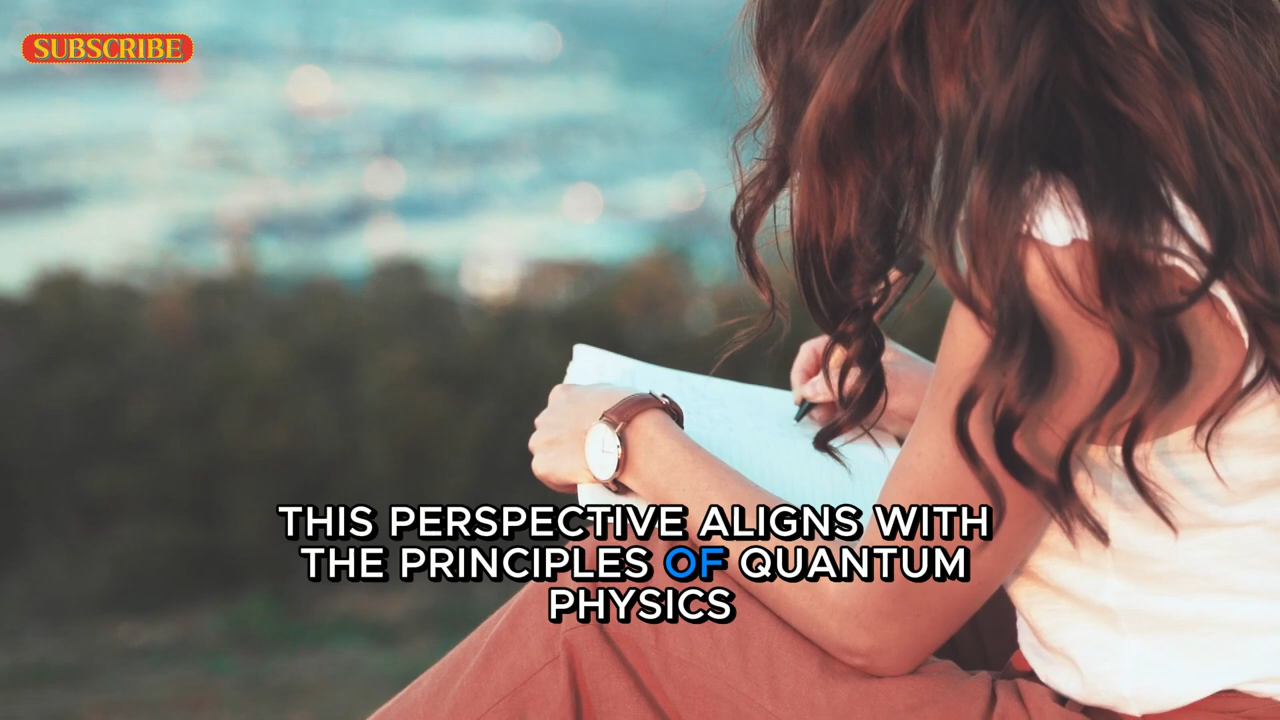 SUBSCRIBE
THIS PERSPECTIVE ALIGNS WITH
THE PRINCIPLES OF QUANTUM
PHYSICS